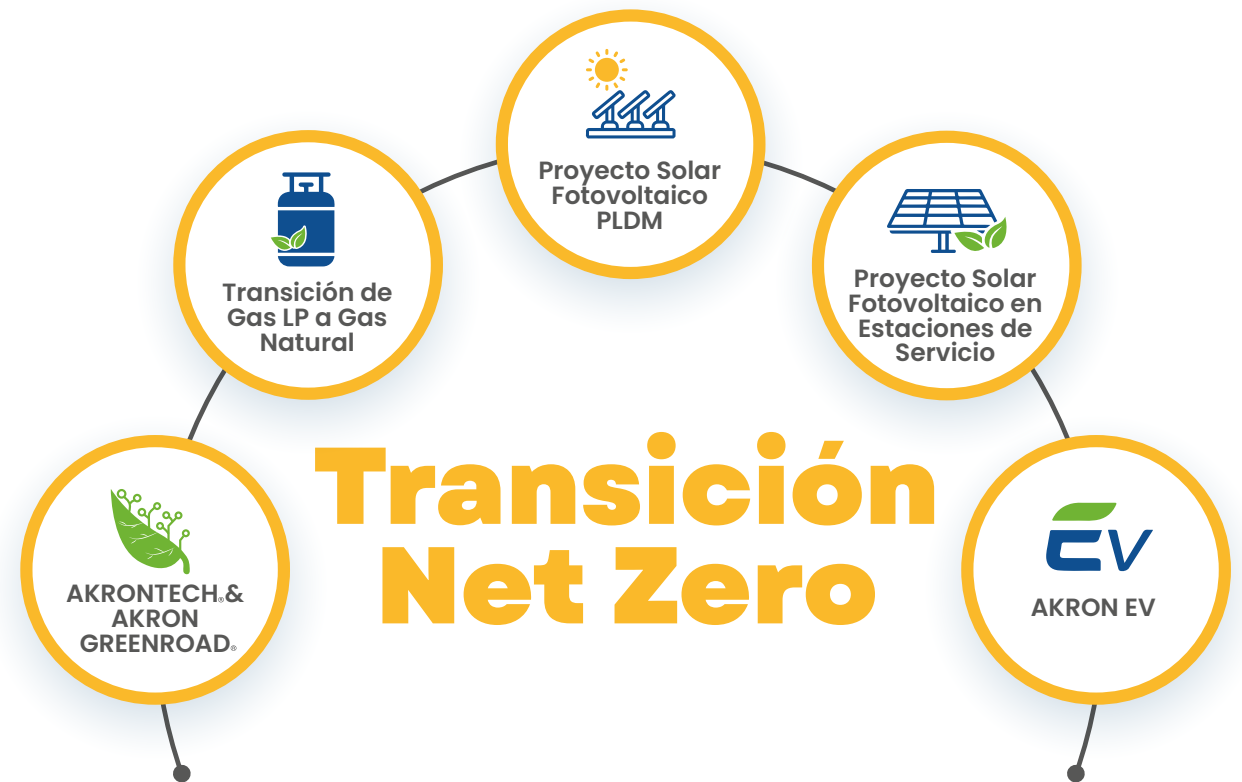 Proyecto Solar
Fotovoltaico
PLDM
Transición de
Gas LP a Gas
Natural
Proyecto Solar
Fotovoltaico en
Estaciones de
Servicio
Transición
Net Zero
AKRONTECH®&
AKRON
GREENROAD®
EV
AKRON EV